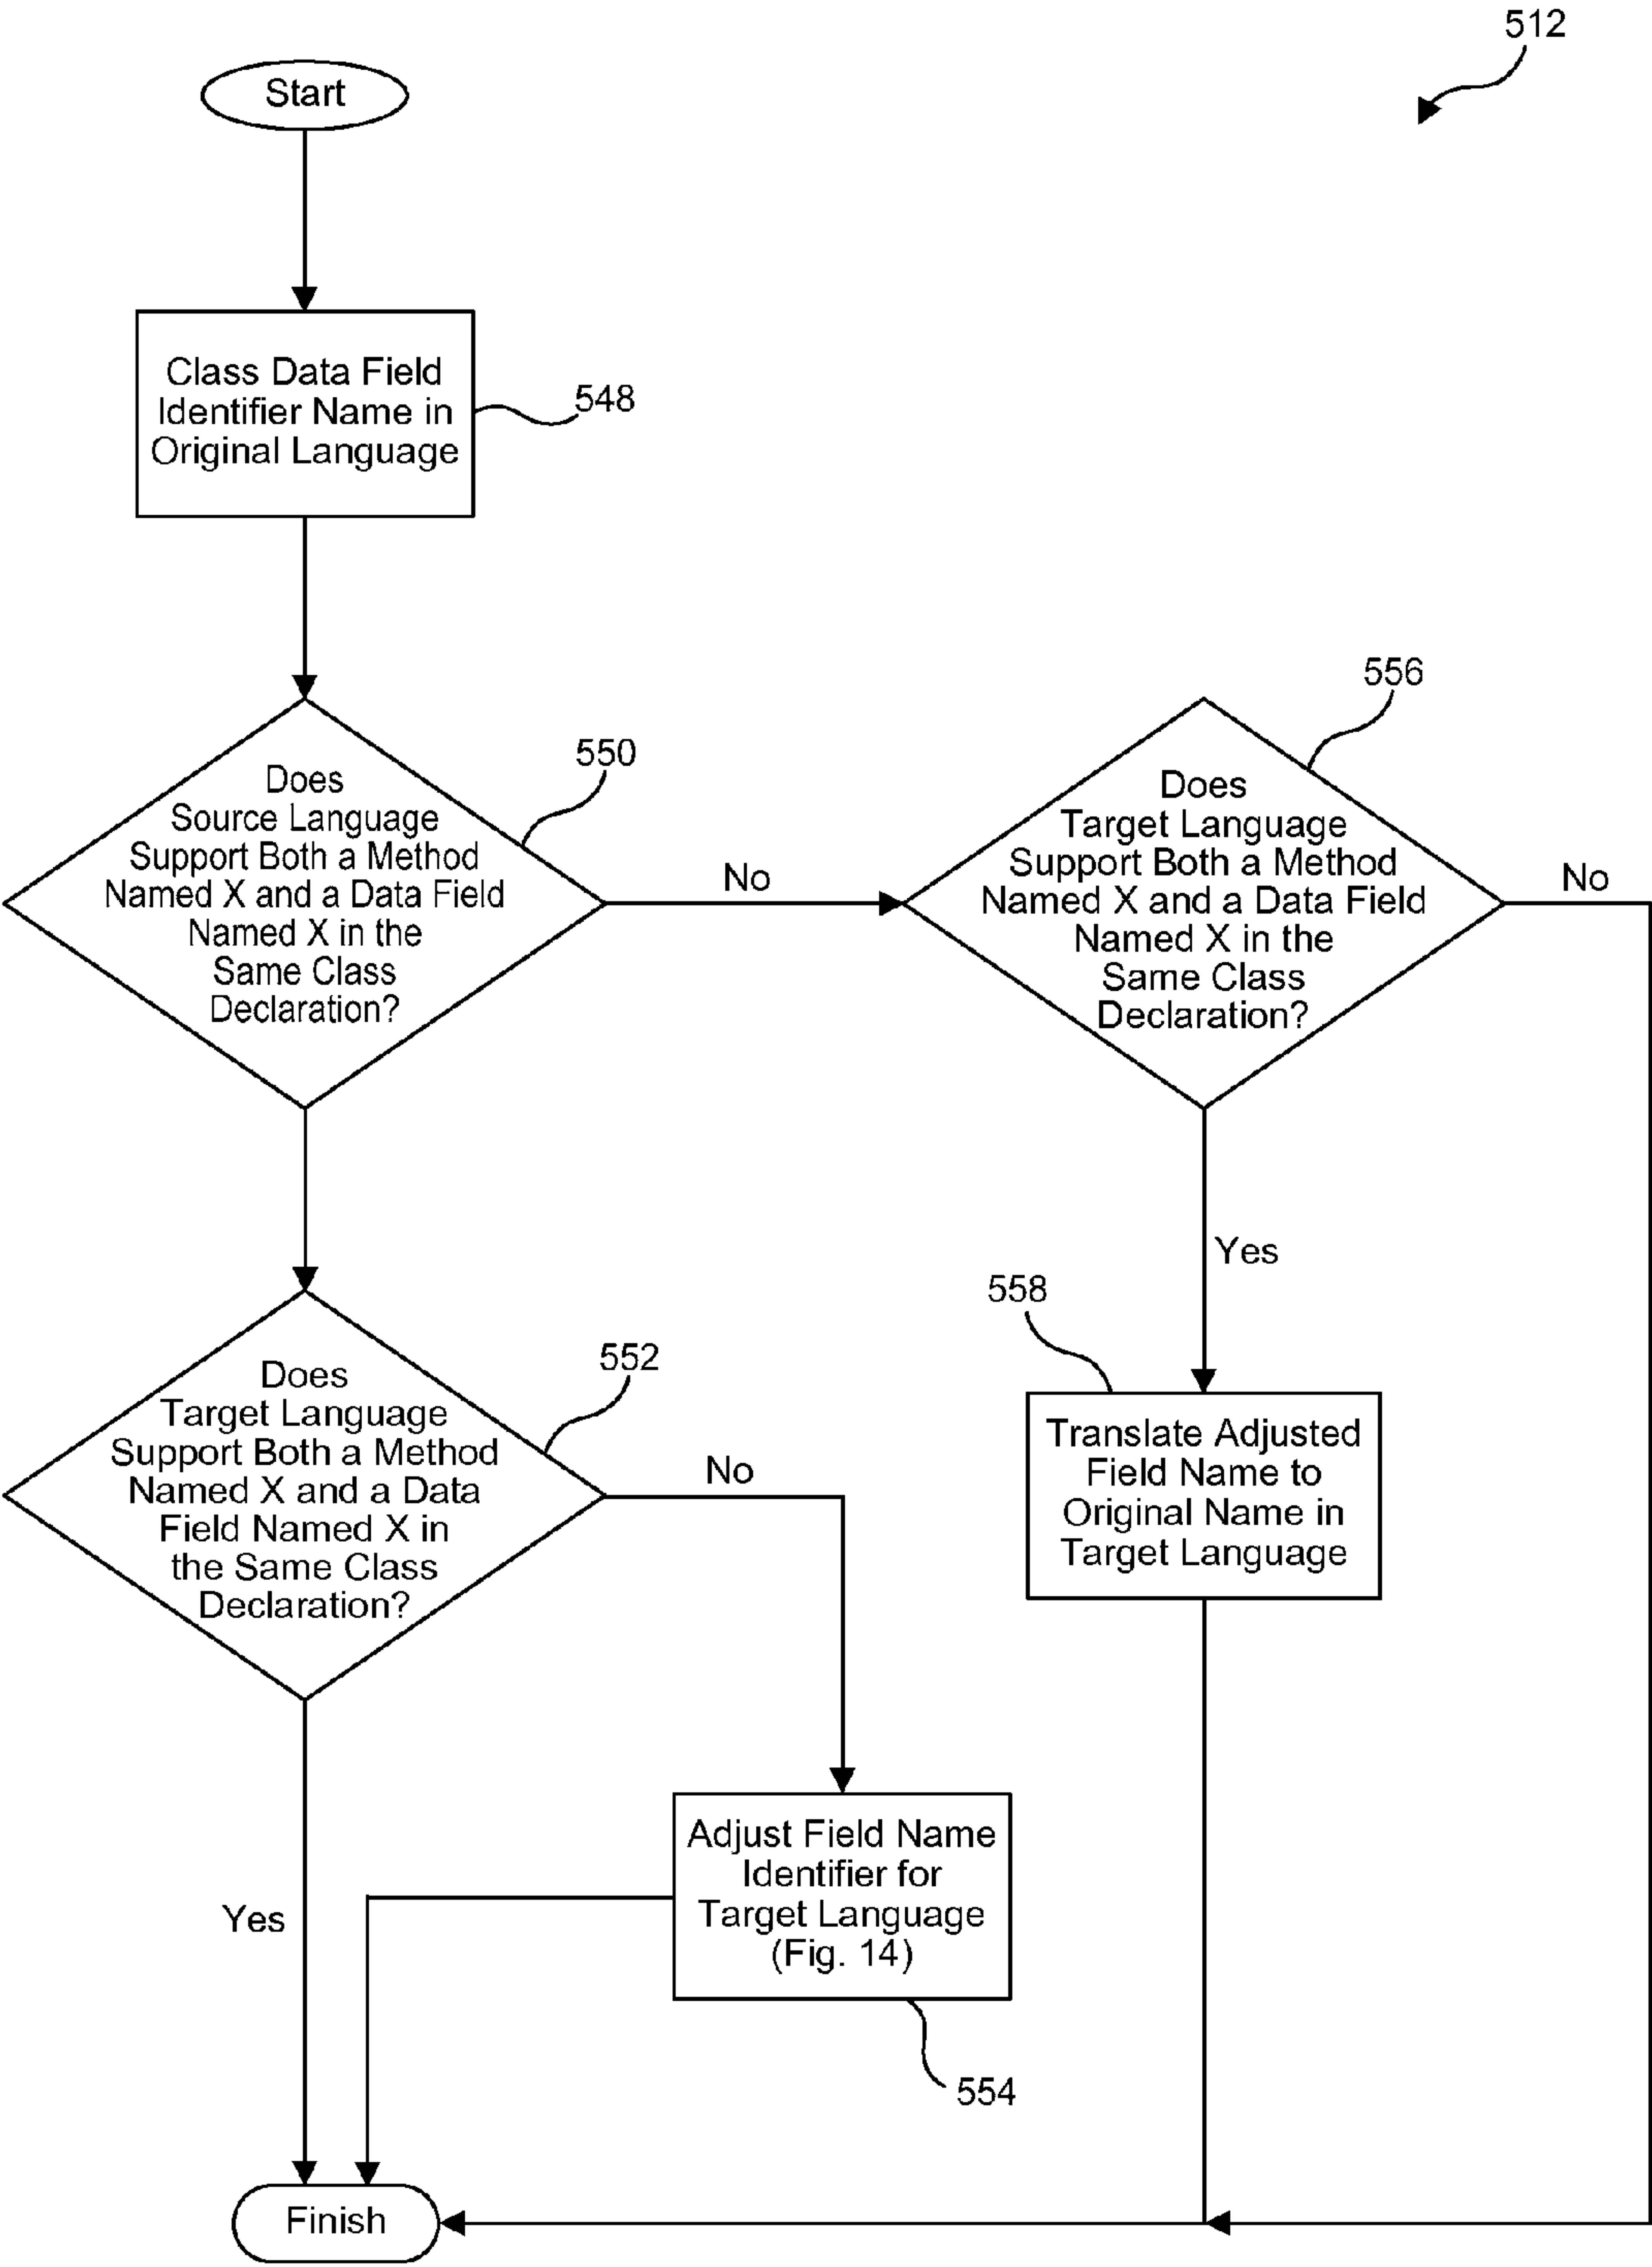 512
Start
Class Data Field
Identifier Name in
Original Language
548
550
Does
Source Language
Support Both a Method
Named X and a Data Field
Named X in the
Same Class
Declaration?
No
556
Does
Target Language
Support Both a Method
Named X and a Data Field
Named X in the
Same Class
Declaration?
No
Yes
558
Translate Adjusted
Field Name to
Original Name in
Target Language
552
Does
Target Language
Support Both a Method
Named X and a Data
Field Named X in
the Same Class
Declaration?
No
Adjust Field Name
Identifier for
Target Language
(Fig. 14)
554
Yes
Finish